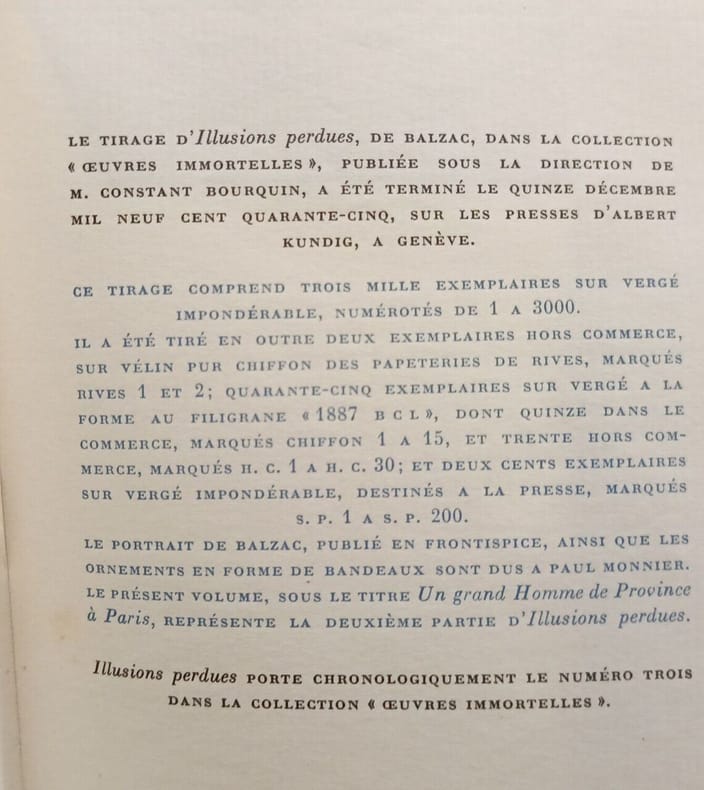 LE TIRAGE D'Illusions perdues, DE BALZAC, DANS LA COLLECTION
« ŒUVRES IMMORTELLES », PUBLIÉE SOUS LA DIRECTION DE
M. CONSTANT BOURQUIN, A ÉTÉ TERMINÉ LE QUINZE DÉCEMBRE
MIL NEUF CENT QUARANTE-CINQ, SUR LES PRESSES D'ALBERT
KUNDIG, A GENÈVE.
CE TIRAGE COMPREND TROIS MILLE EXEMPLAIRES SUR VERGÉ
IMPONDÉRABLE, NUMÉROTÉS DE 1 A 3000.
IL A ÉTÉ TIRÉ EN OUTRE DEUX EXEMPLAIRES HORS COMMERCE,
SUR VÉLIN PUR CHIFFON DES PAPETERIES DE RIVES, MARQUÉS
RIVES 1 ET 2; QUARANTE-CINQ EXEMPLAIRES SUR VERGÉ A LA
FORME AU FILIGRANE « 1887 B C L », DONT QUINZE DANS LE
COMMERCE, MARQUÉS CHIFFON 1 A 15, ET TRENTE HORS COM-
MERCE, MARQUÉS H. C. 1 A H. C. 30; ET DEUX CENTS EXEMPLAIRES
SUR VERGÉ IMPONDÉRABLE, DESTINÉS A LA PRESSE, MARQUÉS
S. P. 1 A S. P. 200.
LE PORTRAIT DE BALZAC, PUBLIÉ EN FRONTISPICE, AINSI QUE LES
ORNEMENTS EN FORME DE BANDEAUX SONT DUS A PAUL MONNIER.
LE PRÉSENT VOLUME, SOUS LE TITRE Un grand Homme de Province
à Paris, REPRÉSENTE LA DEUXIÈME PARTIE D'Illusions perdues.
Illusions perdues PORTE CHRONOLOGIQUEMENT LE NUMÉRO TROIS
DANS LA COLLECTION « ŒUVRES IMMORTELLES ».